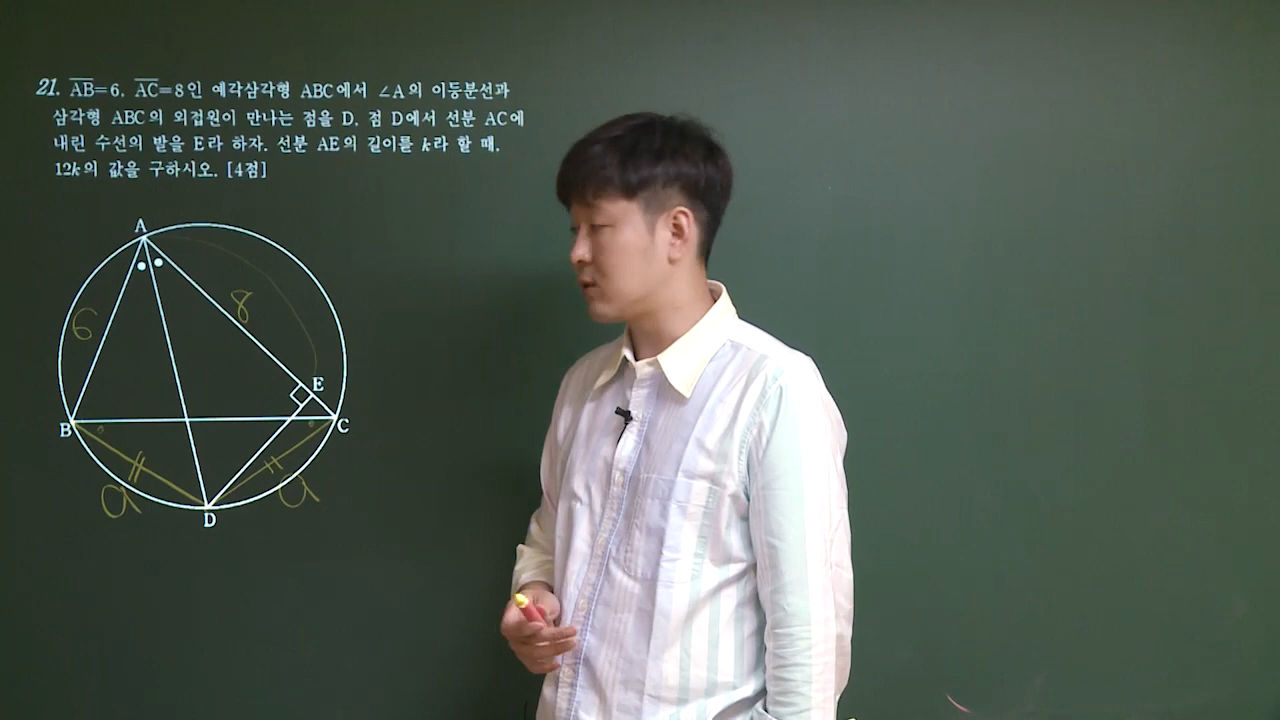 21. AB=6, AC=8인 예각삼각형 ABC에서 ∠A의 이등분선과
삼각형 ABC의 외접원이 만나는 점을 D, 점 D에서 선분 AC에
내린 수선의 발을 E라 하자. 선분 AE의 길이를 k라 할 때,
12k의 값을 구하시오. [4점]
A
6
8
E
B
C
a
a
D